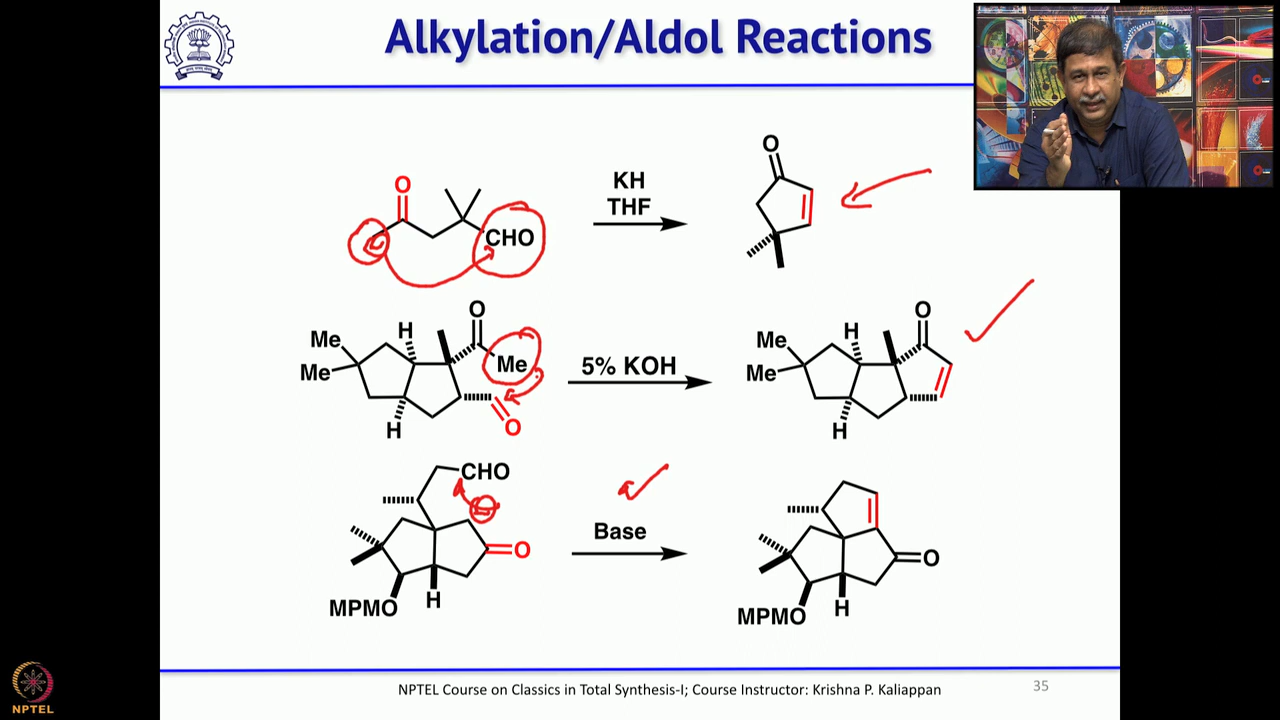 Alkylation/Aldol Reactions
O
KH
THF
CHO
O
Me
Me
H
H
O
Me
O
5% KOH
Me
Me
H
H
O
CHO
O
MPMO
H
Base
O
MPMO
H
NPTEL Course on Classics in Total Synthesis-I; Course Instructor: Krishna P. Kaliappan
35
NPTEL